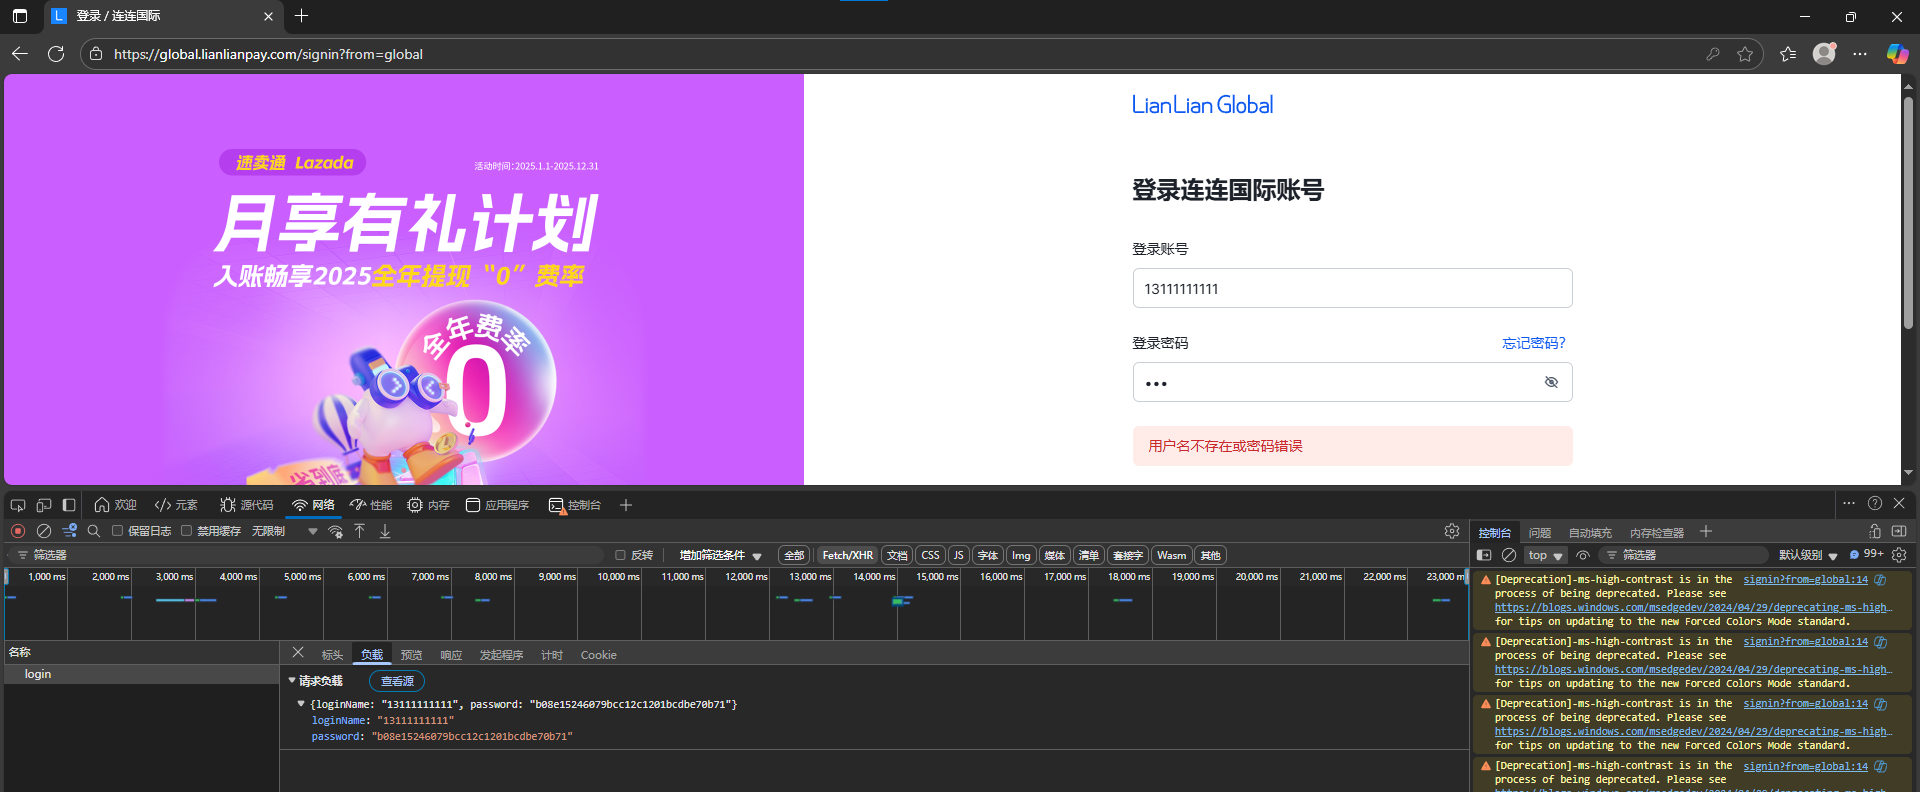 登录 / 连连国际
https://global.lianlianpay.com/signin?from=global
速卖通 Lazada
活动时间:2025.1.1-2025.12.31
月享有礼计划
入账畅享2025全年提现“0”费率
全年费率
0
省到底
LianLian Global
登录连连国际账号
登录账号
13111111111
登录密码
忘记密码?
•••
用户名不存在或密码错误
欢迎
元素
源代码
网络
性能
内存
应用程序
控制台
保留日志
禁用缓存
无限制
筛选器
反转
增加筛选条件
全部
Fetch/XHR
文档
CSS
JS
字体
Img
媒体
清单
套接字
Wasm
其他
1,000 ms
2,000 ms
3,000 ms
4,000 ms
5,000 ms
6,000 ms
7,000 ms
8,000 ms
9,000 ms
10,000 ms
11,000 ms
12,000 ms
13,000 ms
14,000 ms
15,000 ms
16,000 ms
17,000 ms
18,000 ms
19,000 ms
20,000 ms
21,000 ms
22,000 ms
23,000 m
名称
login
标头
负载
预览
响应
发起程序
计时
Cookie
请求负载
查看源
{loginName: "13111111111", password: "b08e15246079bcc12c1201bcdbe70b71"}
loginName: "13111111111"
password: "b08e15246079bcc12c1201bcdbe70b71"
控制台
问题
自动填充
内存检查器
top
筛选器
默认级别
99+
[Deprecation]-ms-high-contrast is in the signin?from=global:14
process of being deprecated. Please see
https://blogs.windows.com/msedgedev/2024/04/29/deprecating-ms-high…
for tips on updating to the new Forced Colors Mode standard.
[Deprecation]-ms-high-contrast is in the signin?from=global:14
process of being deprecated. Please see
https://blogs.windows.com/msedgedev/2024/04/29/deprecating-ms-high…
for tips on updating to the new Forced Colors Mode standard.
[Deprecation]-ms-high-contrast is in the signin?from=global:14
process of being deprecated. Please see
https://blogs.windows.com/msedgedev/2024/04/29/deprecating-ms-high…
for tips on updating to the new Forced Colors Mode standard.
[Deprecation]-ms-high-contrast is in the signin?from=global:14
process of being deprecated. Please see